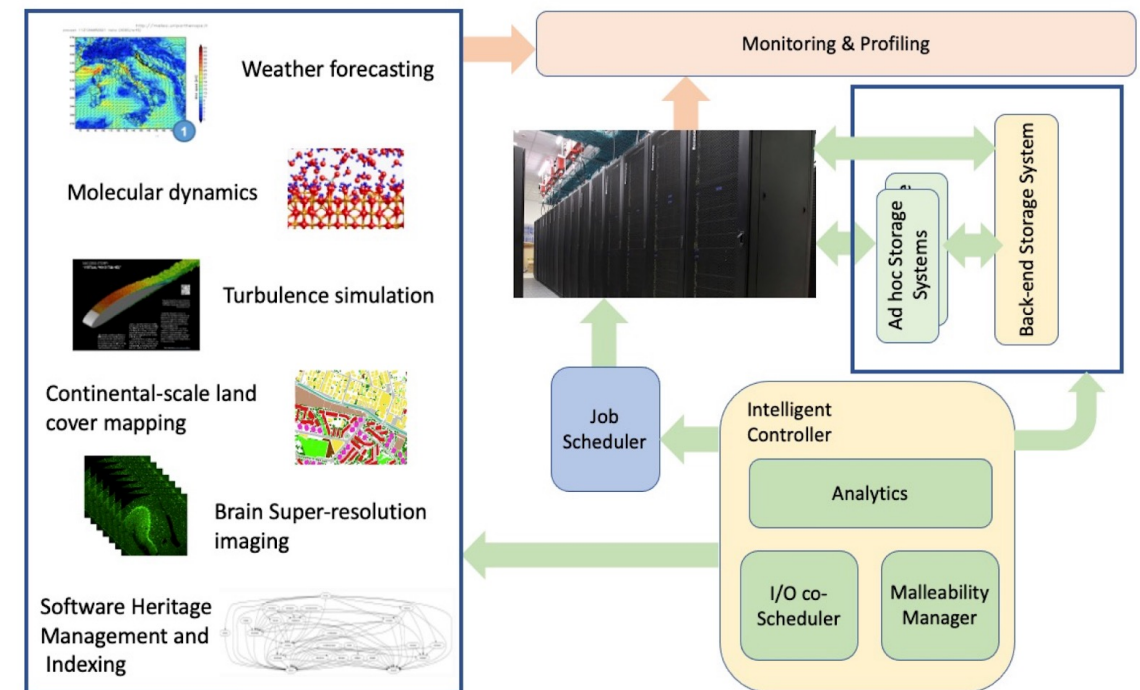 Weather forecasting
1
Molecular dynamics
Turbulence simulation
Continental-scale land
cover mapping
Brain Super-resolution
imaging
Software Heritage
Management and
Indexing
Monitoring & Profiling
Ad hoc Storage
Systems
Back-end Storage System
Job
Scheduler
Intelligent
Controller
Analytics
I/O co-
Scheduler
Malleability
Manager